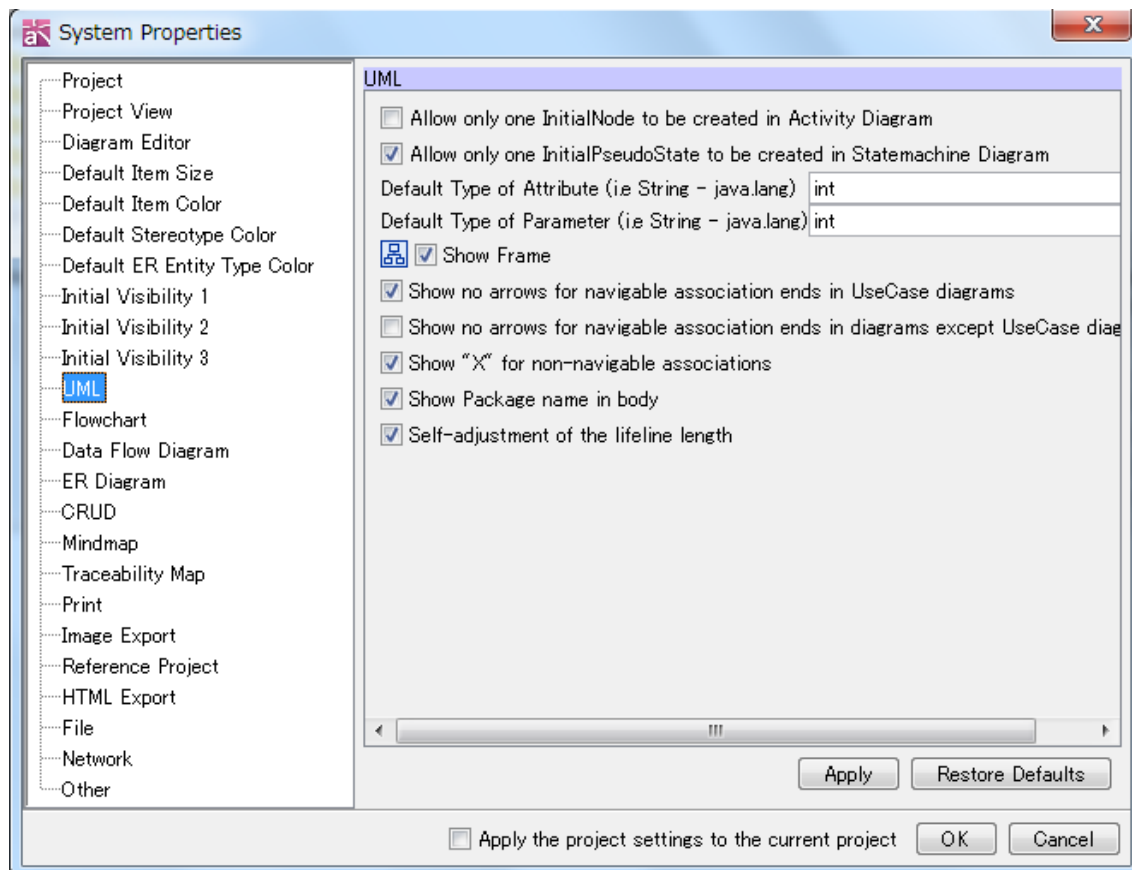 System Properties
Project
Project View
Diagram Editor
Default Item Size
Default Item Color
Default Stereotype Color
Default ER Entity Type Color
Initial Visibility 1
Initial Visibility 2
Initial Visibility 3
UML
Flowchart
Data Flow Diagram
ER Diagram
CRUD
Mindmap
Traceability Map
Print
Image Export
Reference Project
HTML Export
File
Network
Other
UML
Allow only one InitialNode to be created in Activity Diagram
Allow only one InitialPseudoState to be created in Statemachine Diagram
Default Type of Attribute (i.e String - java.lang) int
Default Type of Parameter (i.e String - java.lang) int
Show Frame
Show no arrows for navigable association ends in UseCase diagrams
Show no arrows for navigable association ends in diagrams except UseCase diag
Show "X" for non-navigable associations
Show Package name in body
Self-adjustment of the lifeline length
Apply Restore Defaults
Apply the project settings to the current project OK Cancel